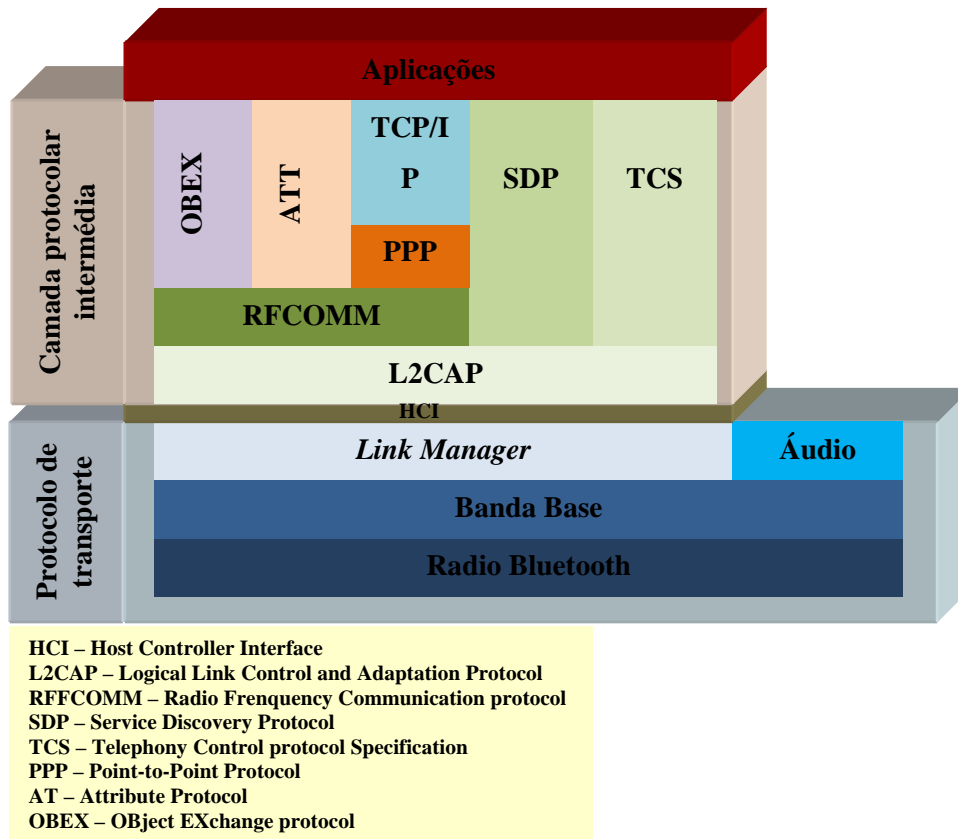 Aplicações
Camada protocolar
intermédia
OBEX
ATT
TCP/I
P
PPP
SDP
TCS
RFCOMM
L2CAP
HCI
Protocolo de
transporte
Link Manager
Áudio
Banda Base
Radio Bluetooth
HCI – Host Controller Interface
L2CAP – Logical Link Control and Adaptation Protocol
RFFCOMM – Radio Frenquency Communication protocol
SDP – Service Discovery Protocol
TCS – Telephony Control protocol Specification
PPP – Point-to-Point Protocol
AT – Attribute Protocol
OBEX – OBject EXchange protocol